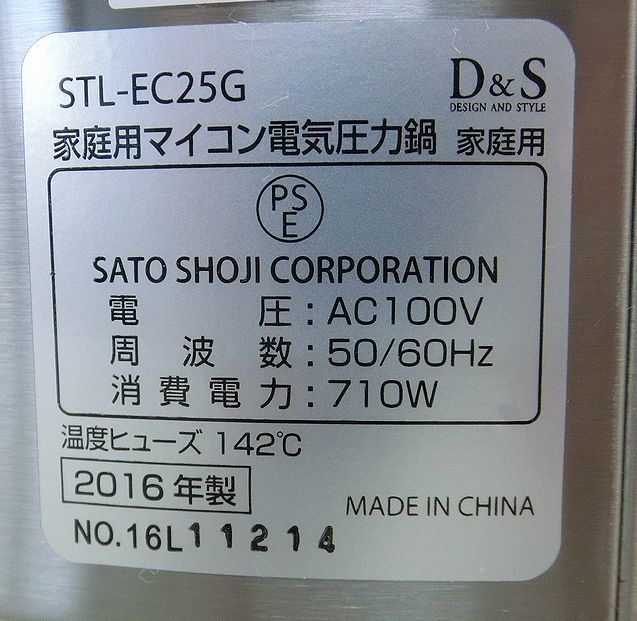 STL-EC25G
D&S
DESIGN AND STYLE
家庭用マイコン電気圧力鍋 家庭用
PS
E
SATO SHOJI CORPORATION
電圧:AC100V
周波数:50/60Hz
消費電力:710W
温度ヒューズ 142℃
2016年製
MADE IN CHINA
NO.16L11214